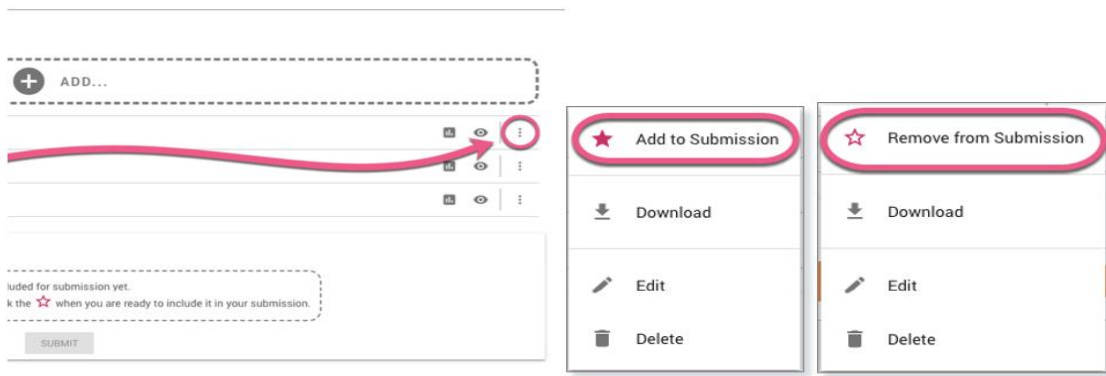 ADD...
luded for submission yet.
k the when you are ready to include it in your submission.
SUBMIT
Add to Submission
Download
Edit
Delete
Remove from Submission
Download
Edit
Delete